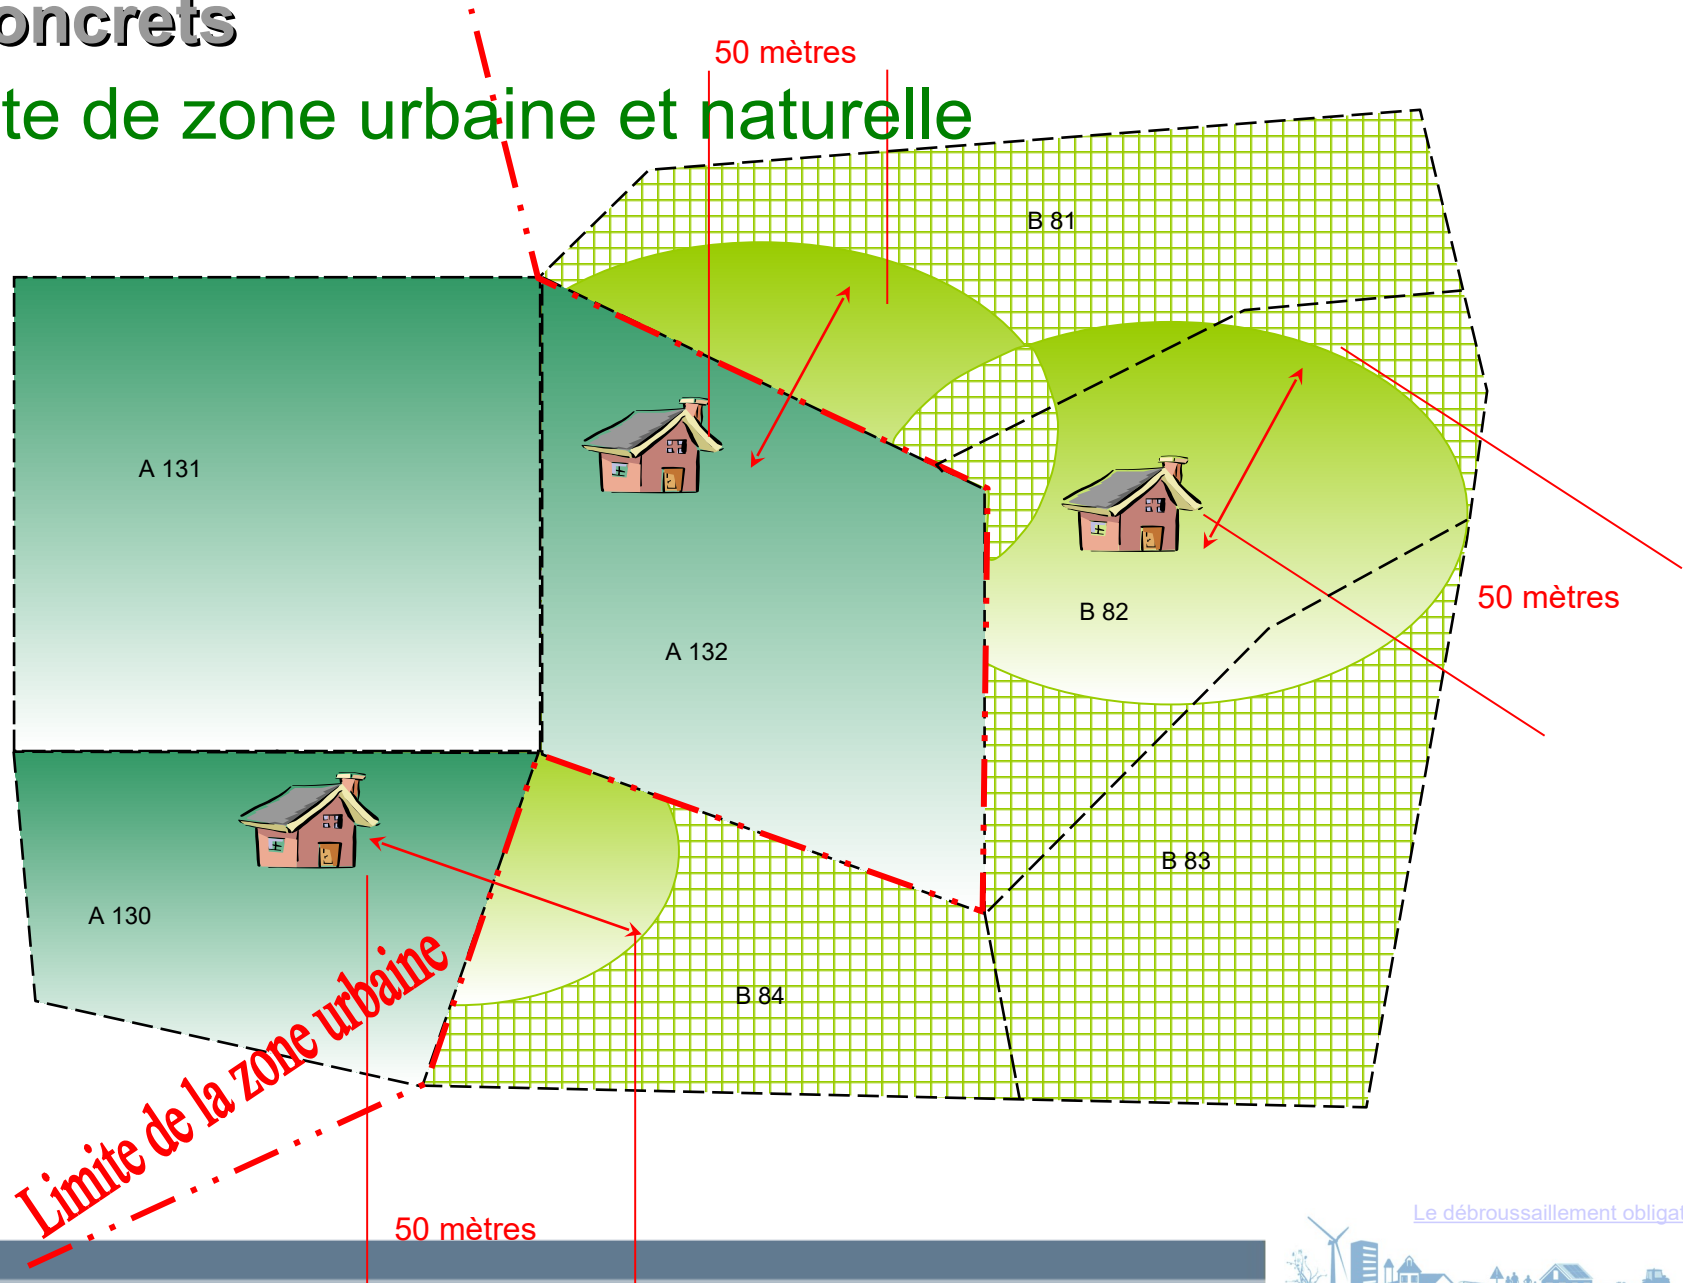 oncrets
te de zone urbaine et naturelle
50 mètres
B 81
A 131
A 132
B 82
50 mètres
B 83
A 130
B 84
Limite de la zone urbaine
50 mètres
Le débroussaillement obligat